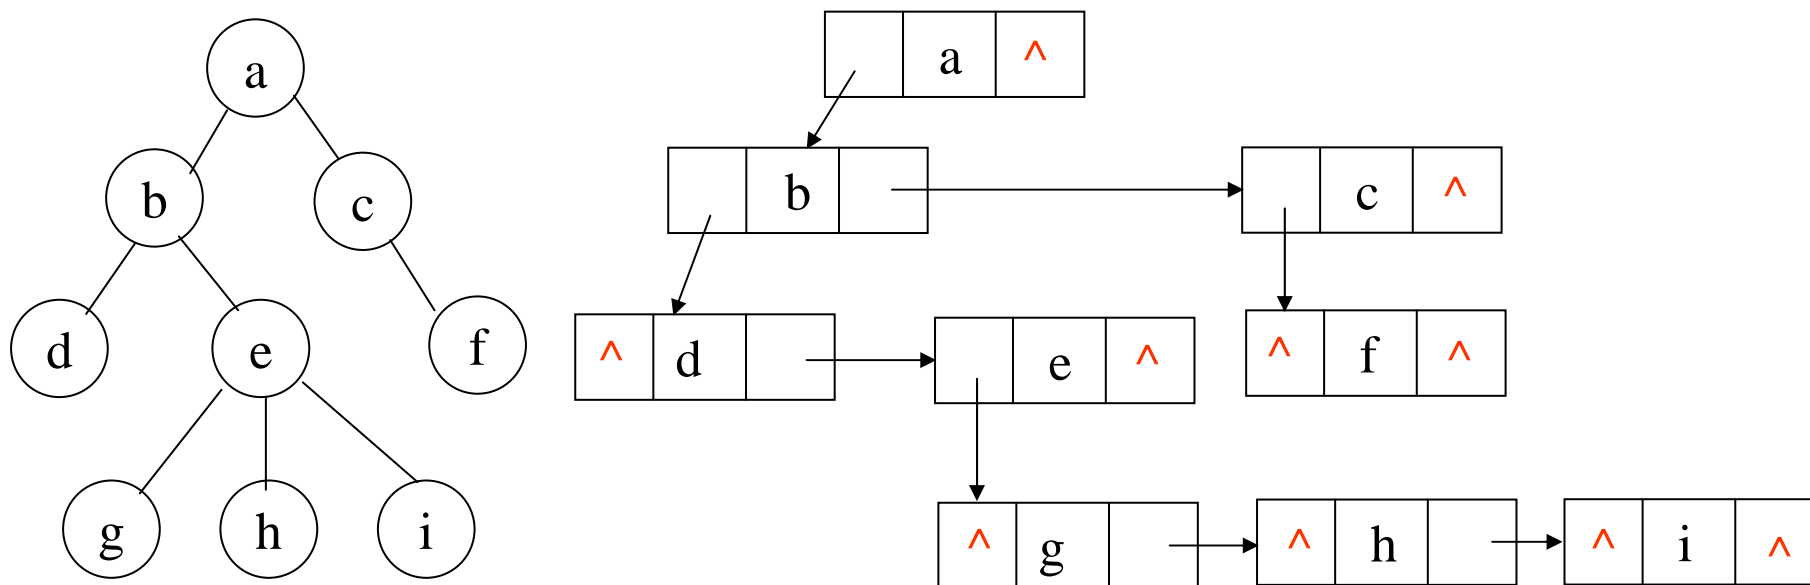 a
b c
d e f
g h i
a ^
b c ^
^ d e ^ ^ f ^
^ g ^ h ^ i ^